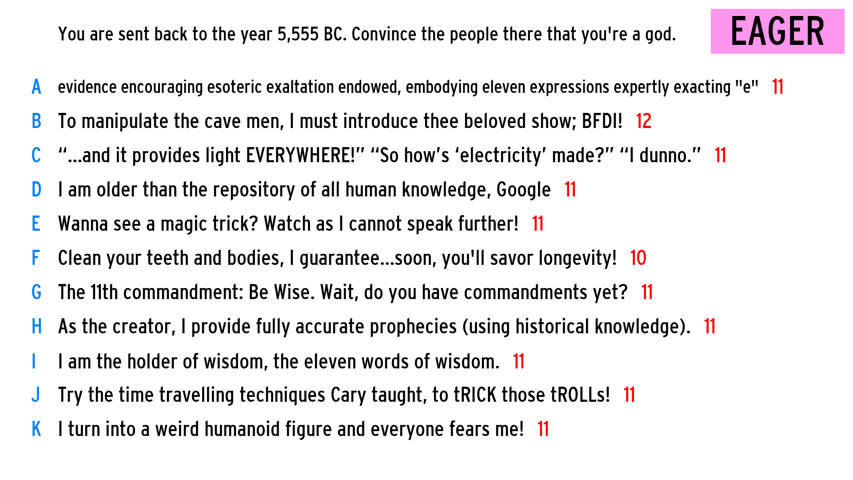 You are sent back to the year 5,555 BC. Convince the people there that you're a god. EAGER
A evidence encouraging esoteric exaltation endowed, embodying eleven expressions expertly exacting "e" 11
B To manipulate the cave men, I must introduce thee beloved show; BFDI! 12
C “...and it provides light EVERYWHERE!” “So how's ‘electricity’ made?” “I dunno.” 11
D I am older than the repository of all human knowledge, Google 11
E Wanna see a magic trick? Watch as I cannot speak further! 11
F Clean your teeth and bodies, I guarantee...soon, you'll savor longevity! 10
G The 11th commandment: Be Wise. Wait, do you have commandments yet? 11
H As the creator, I provide fully accurate prophecies (using historical knowledge). 11
I I am the holder of wisdom, the eleven words of wisdom. 11
J Try the time travelling techniques Cary taught, to tRICK those tROLLs! 11
K I turn into a weird humanoid figure and everyone fears me! 11